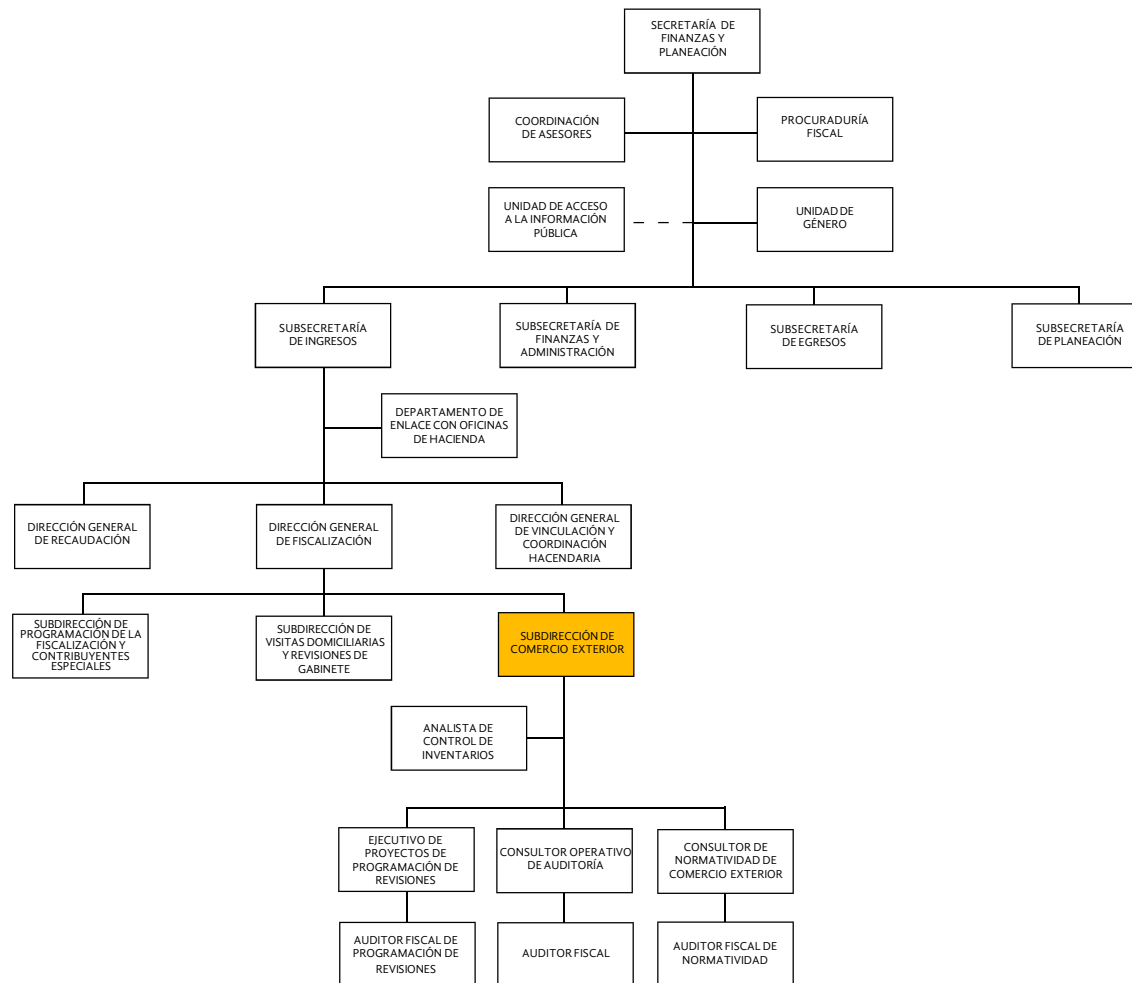 SECRETARÍA DE
FINANZAS Y
PLANEACIÓN
COORDINACIÓN
DE ASESORES
PROCURADURÍA
FISCAL
UNIDAD DE ACCESO
A LA INFORMACIÓN
PÚBLICA
UNIDAD DE
GÉNERO
SUBSECRETARÍA
DE INGRESOS
SUBSECRETARÍA DE
FINANZAS Y
ADMINISTRACIÓN
SUBSECRETARÍA
DE EGRESOS
SUBSECRETARÍA
DE PLANEACIÓN
DEPARTAMENTO DE
ENLACE CON OFICINAS
DE HACIENDA
DIRECCIÓN GENERAL
DE RECAUDACIÓN
DIRECCIÓN GENERAL
DE FISCALIZACIÓN
DIRECCIÓN GENERAL
DE VINCULACIÓN Y
COORDINACIÓN
HACENDARIA
SUBDIRECCIÓN DE
PROGRAMACIÓN DE LA
FISCALIZACIÓN Y
CONTRIBUYENTES
ESPECIALES
SUBDIRECCIÓN DE
VISITAS DOMICILIARIAS
Y REVISIONES DE
GABINETE
SUBDIRECCIÓN DE
COMERCIO EXTERIOR
ANALISTA DE
CONTROL DE
INVENTARIOS
EJECUTIVO DE
PROYECTOS DE
PROGRAMACIÓN DE
REVISIONES
CONSULTOR OPERATIVO
DE AUDITORÍA
CONSULTOR DE
NORMATIVIDAD DE
COMERCIO EXTERIOR
AUDITOR FISCAL DE
PROGRAMACIÓN DE
REVISIONES
AUDITOR FISCAL
AUDITOR FISCAL DE
NORMATIVIDAD